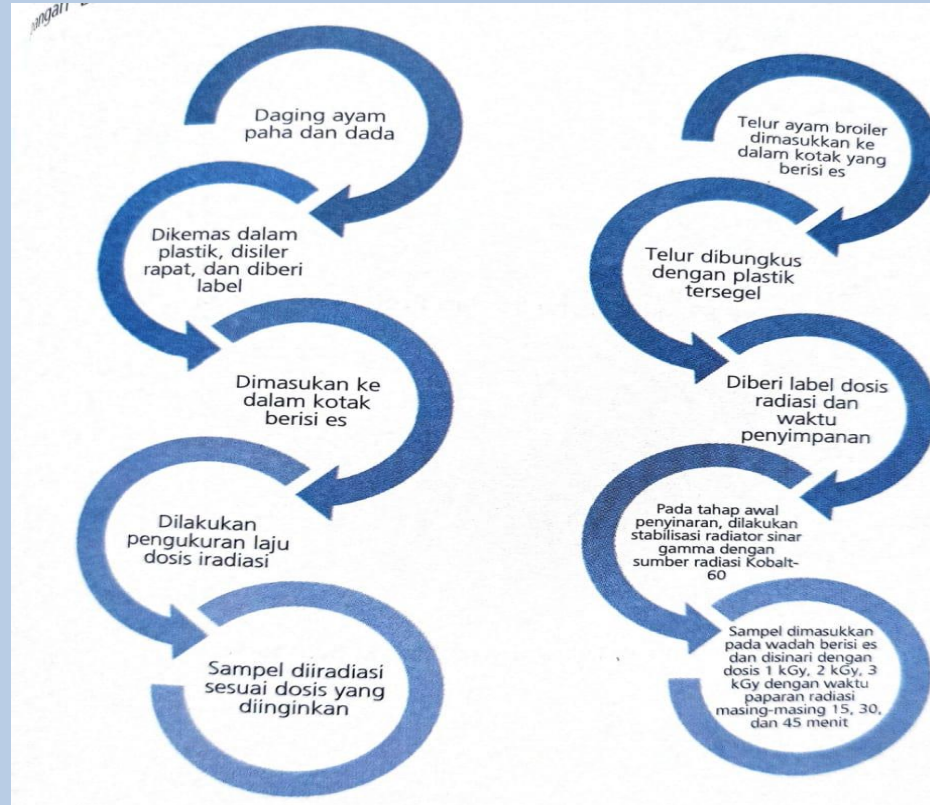 Daging ayam
paha dan dada
Dikemas dalam
plastik, disiler
rapat, dan diberi
label
Dimasukan ke
dalam kotak
berisi es
Dilakukan
pengukuran laju
dosis iradiasi
Sampel diiradiasi
sesuai dosis yang
diinginkan
Telur ayam broiler
dimasukkan ke
dalam kotak yang
berisi es
Telur dibungkus
dengan plastik
tersegel
Diberi label dosis
radiasi dan
waktu
penyimpanan
Pada tahap awal
penyinaran, dilakukan
stabilisasi radiator sinar
gamma dengan
sumber radiasi Kobalt-
60
Sampel dimasukkan
pada wadah berisi es
dan disinari dengan
dosis 1 kGy, 2 kGy, 3
kGy dengan waktu
paparan radiasi
masing-masing 15, 30,
dan 45 menit